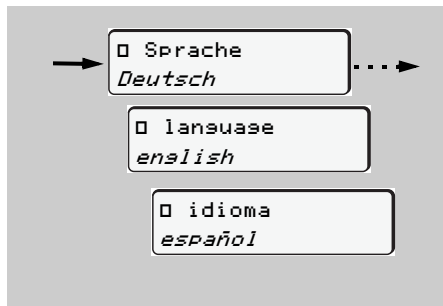 ▯ Sprache
Deutsch
▯ language
english
▯ idioma
español